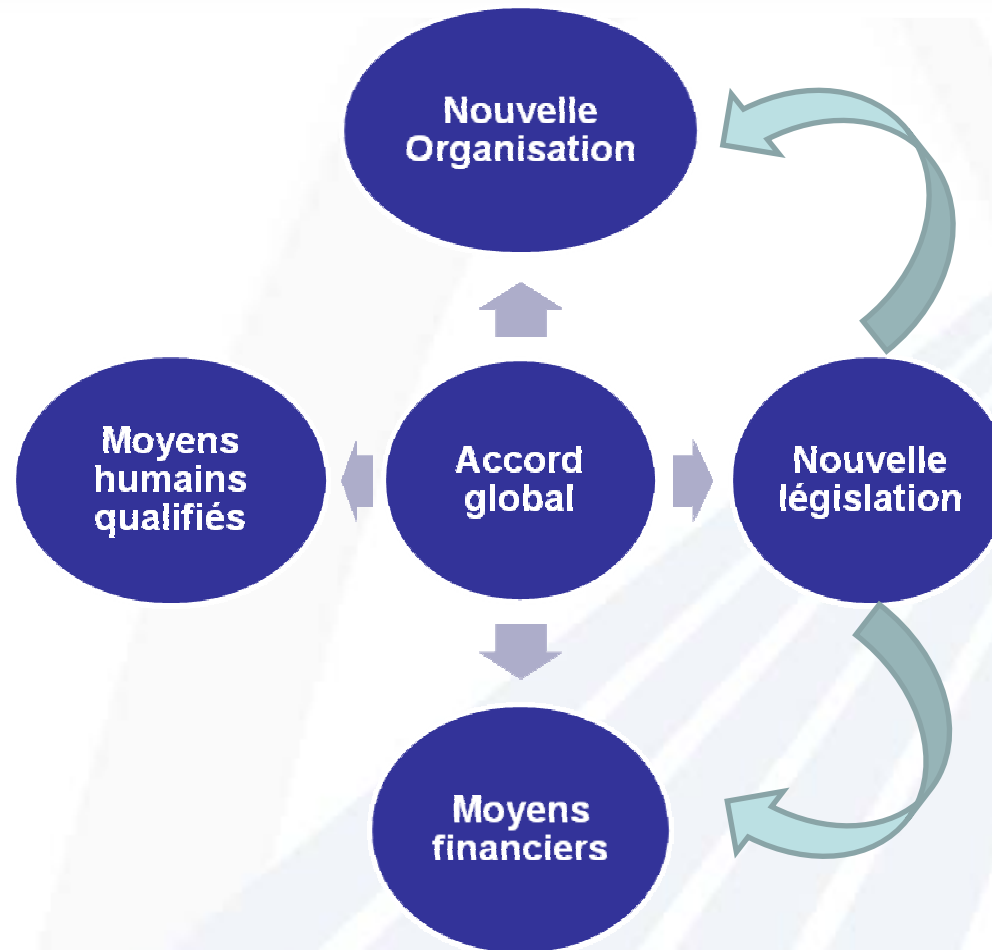 Nouvelle
Organisation
Moyens
humains
qualifiés
Accord
global
Nouvelle
législation
Moyens
financiers